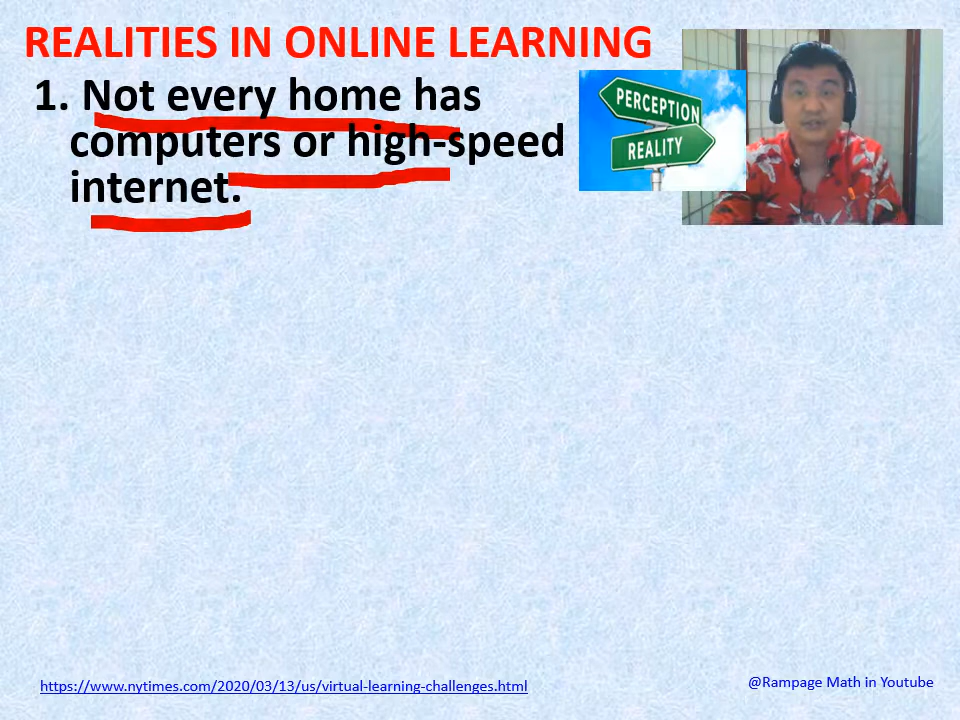 REALITIES IN ONLINE LEARNING
1. Not every home has
computers or high-speed
internet.
PERCEPTION
REALITY
https://www.nytimes.com/2020/03/13/us/virtual-learning-challenges.html
@Rampage Math in Youtube